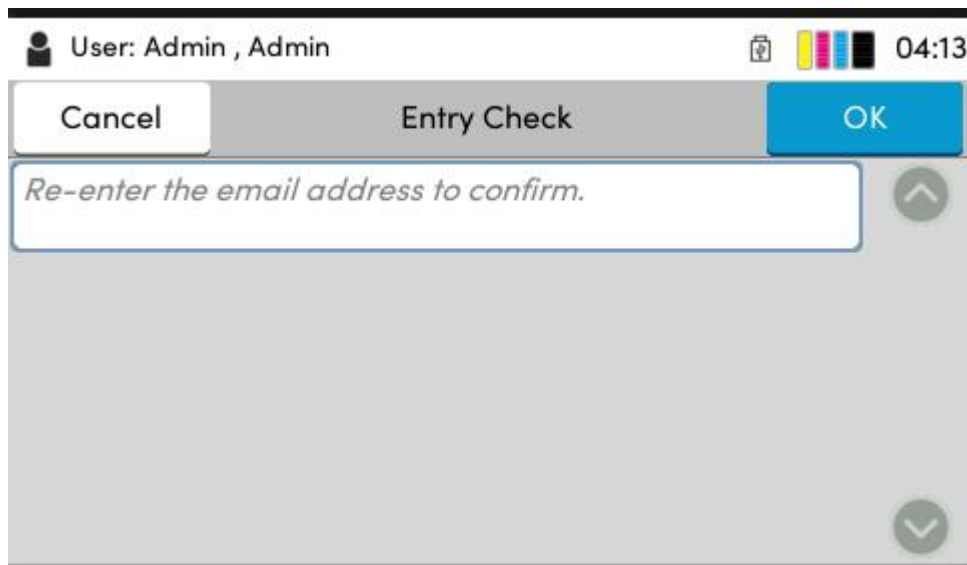 User: Admin , Admin
04:13
Cancel
Entry Check
OK
Re-enter the email address to confirm.